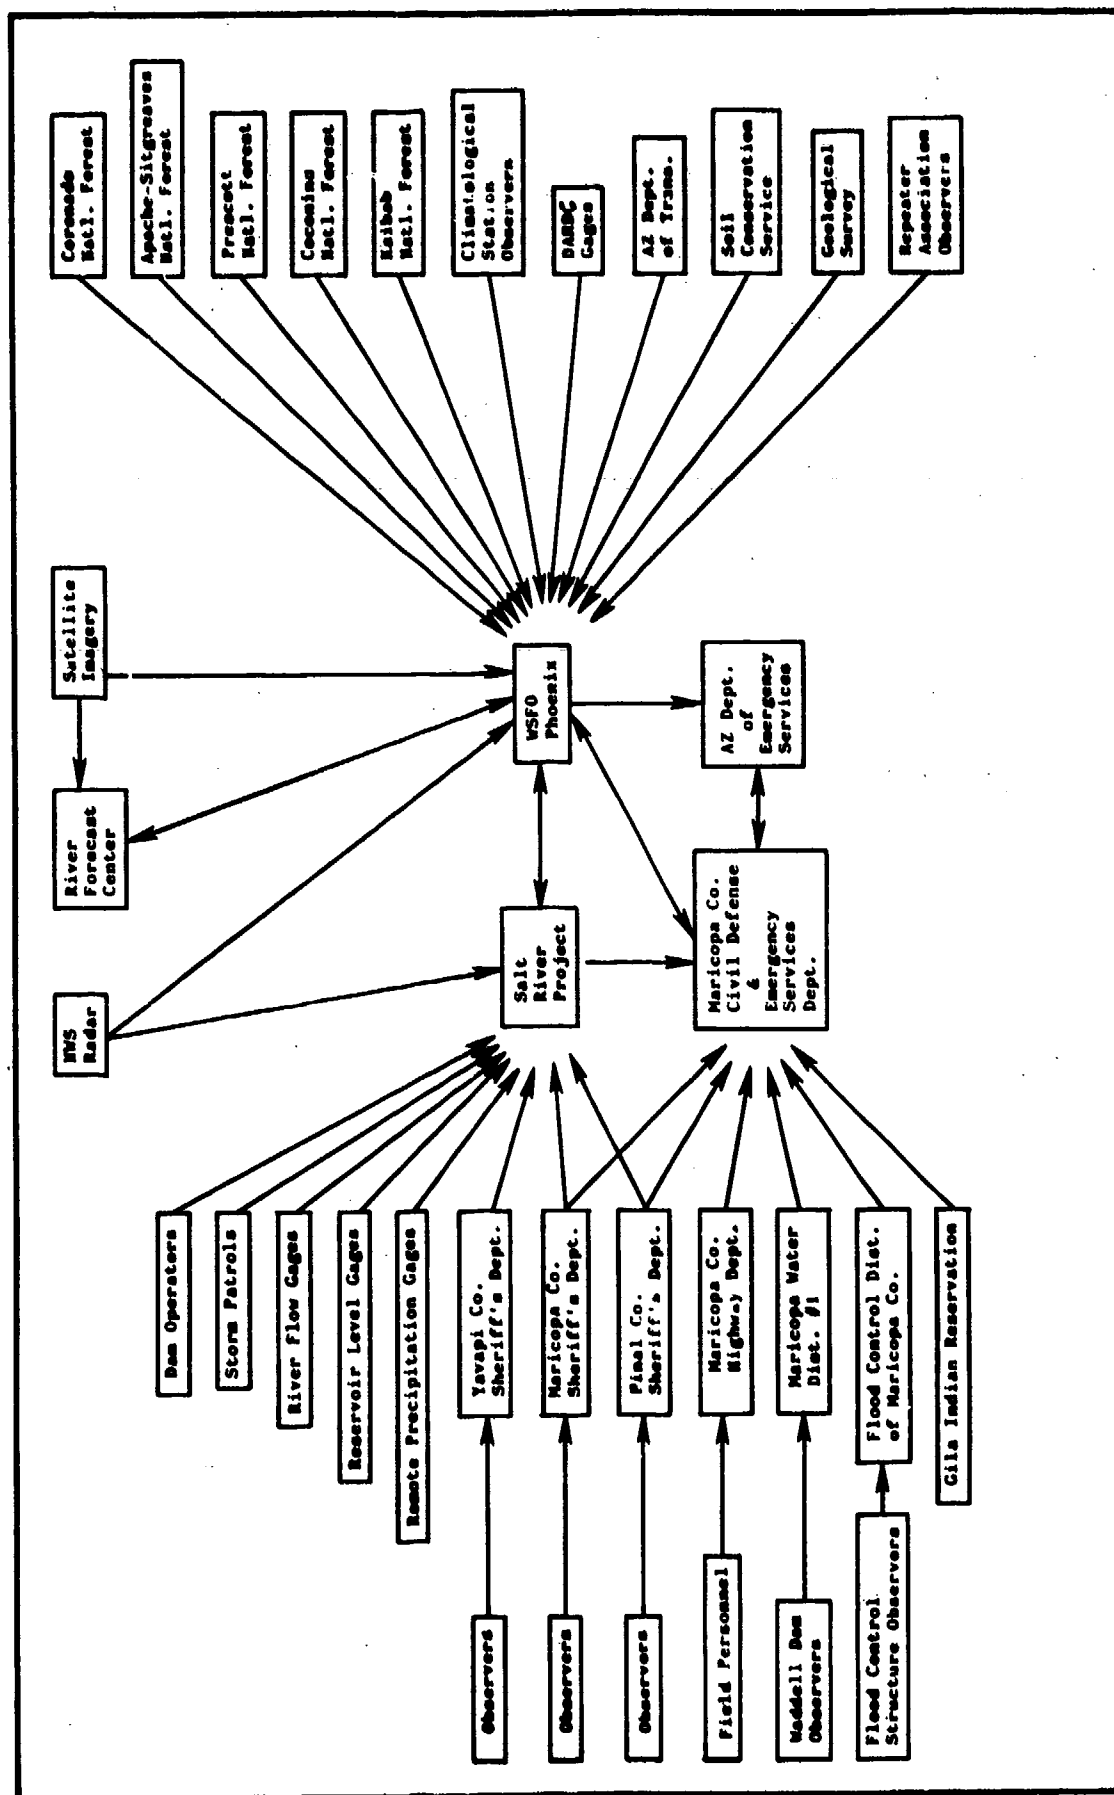 NWS
Radar
River
Forecast
Center
Satellite
Imagery
Dam Operators
Storm Patrols
River Flow Gages
Reservoir Level Gages
Remote Precipitation Gages
Observers
Yavapi Co.
Sheriff's Dept.
Observers
Maricopa Co.
Sheriff's Dept.
Observers
Pinal Co.
Sheriff's Dept.
Field Personnel
Maricopa Co.
Highway Dept.
Waddell Dam
Observers
Maricopa Water
Dist. #1
Flood Control
Structure Observers
Flood Control Dist.
of Maricopa Co.
Gila Indian Reservation
Salt
River
Project
WSFO
Phoenix
Maricopa Co.
Civil Defense
&
Emergency
Services
Dept.
AZ Dept.
of
Emergency
Services
Coronado
Natl. Forest
Apache-Sitgreaves
Natl. Forest
Prescott
Natl. Forest
Coconino
Natl. Forest
Kaibab
Natl. Forest
Climatological
Station
Observers
DARDC
Gages
AZ Dept.
of Trans.
Soil
Conservation
Service
Geological
Survey
Repeater
Association
Observers